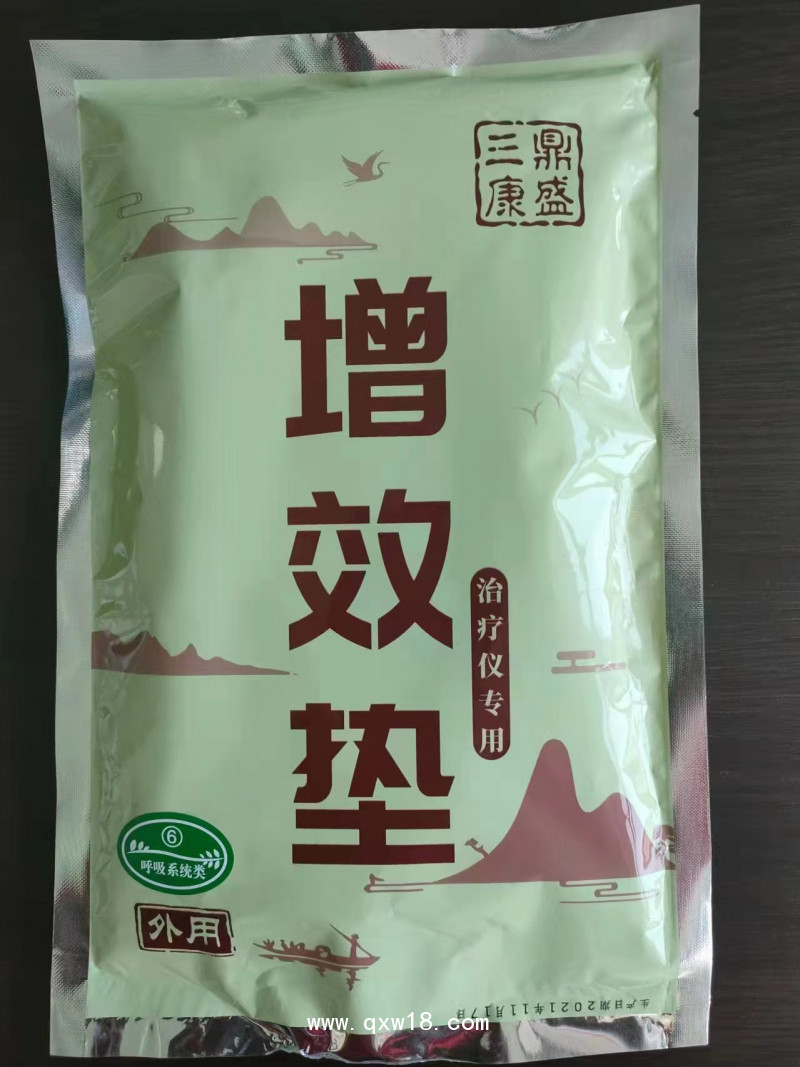 鼎盛
三康
增效垫
治疗仪专用
⑥
呼吸系统类
外用
生产日期2021年11月17日
www.qxw18.com